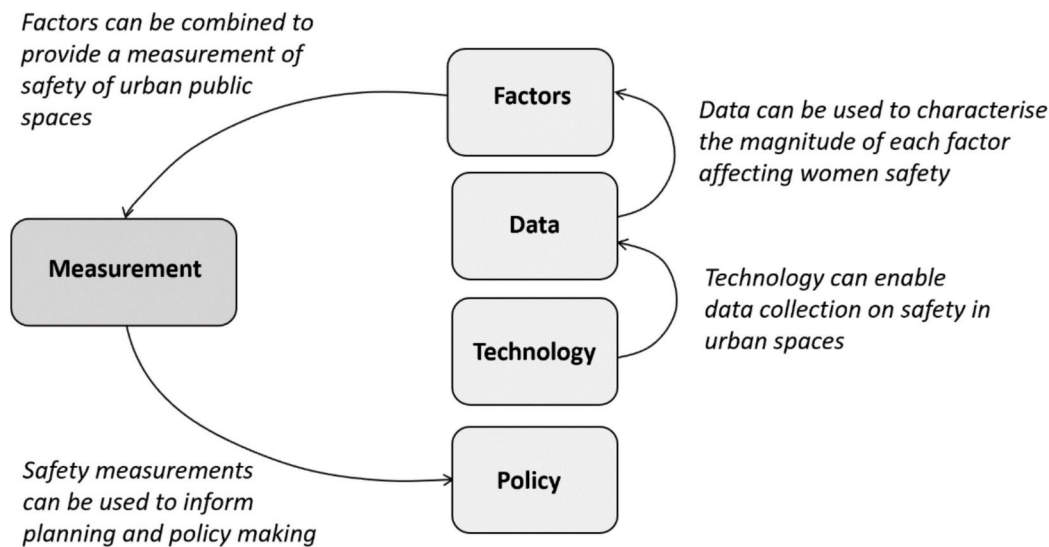 Factors can be combined to
provide a measurement of
safety of urban public
spaces
Factors
Data can be used to characterise
the magnitude of each factor
affecting women safety
Data
Measurement
Technology can enable
data collection on safety in
urban spaces
Technology
Safety measurements
can be used to inform
planning and policy making
Policy